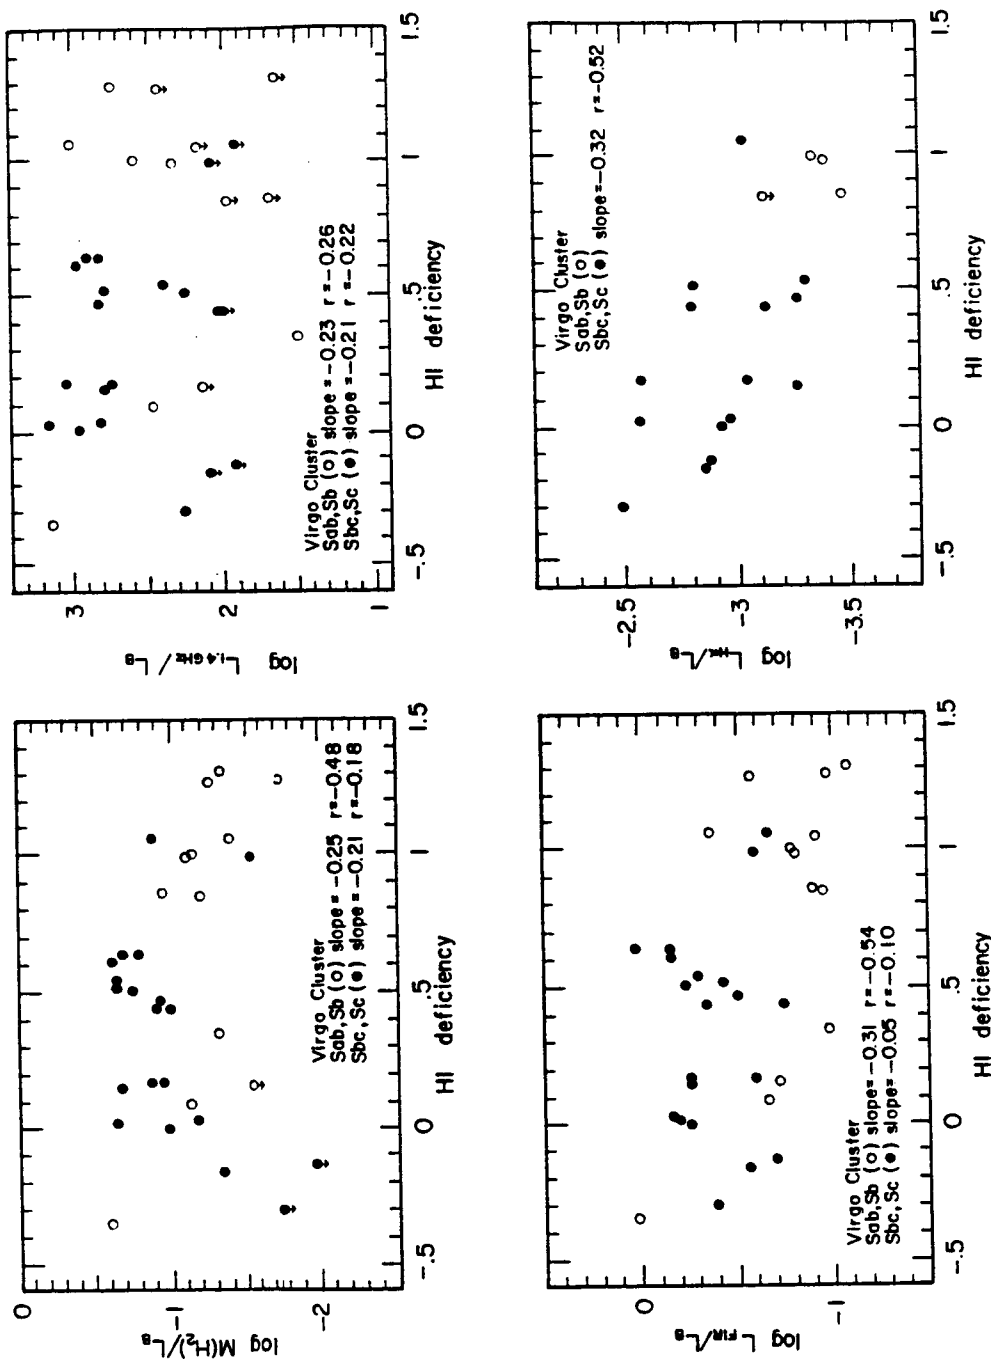 3
2
1
log L1.4GHz/LB
Virgo Cluster
Sab,Sb (o) slope=-0.23 r=-0.26
Sbc,Sc (●) slope=-0.21 r=-0.22
-.5
0
.5
1
1.5
HI deficiency
-2.5
-3
-3.5
log LHα/LB
Virgo Cluster
Sab,Sb (o)
Sbc,Sc (●) slope=-0.32 r=-0.52
-.5
0
.5
1
1.5
HI deficiency
-1
-2
log M(H2)/LB
Virgo Cluster
Sab,Sb (o) slope=-0.25 r=-0.48
Sbc,Sc (●) slope=-0.21 r=-0.18
-.5
0
.5
1
1.5
HI deficiency
0
-1
log LFIR/LB
Virgo Cluster
Sab,Sb (o) slope=-0.31 r=-0.54
Sbc,Sc (●) slope=-0.05 r=-0.10
-.5
0
.5
1
1.5
HI deficiency